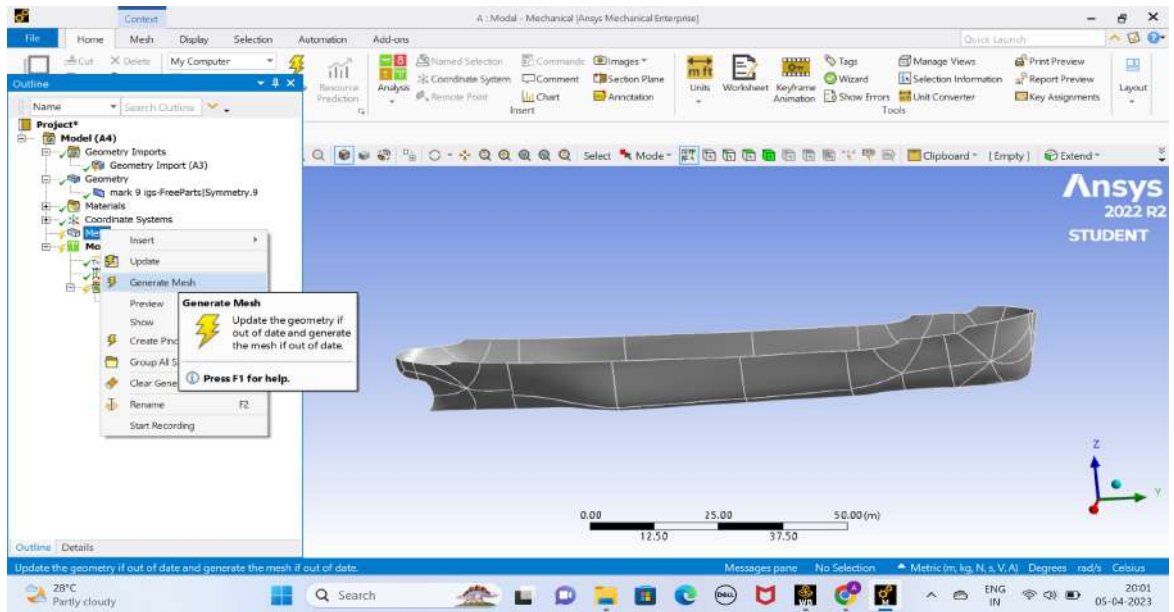 Context
A : Modal - Mechanical [Ansys Mechanical Enterprise]
File Home Mesh Display Selection Automation Add-ons
Quick Launch
Cut Delete My Computer
Resource Prediction
Analysis
Named Selection Commands Images
Coordinate System Comment Section Plane
Remote Point Chart Annotation
Insert
Units Worksheet Keyframe Animation
Tags Manage Views Print Preview
Wizard Selection Information Report Preview
Show Errors Unit Converter Key Assignments
Tools
Layout
Outline
Name Search Outline
Select Mode Clipboard [Empty] Extend
Project*
Model (A4)
Geometry Imports
Geometry Import (A3)
Geometry
mark 9 igs-FreeParts|Symmetry.9
Materials
Coordinate Systems
Mo
Insert
Update
Generate Mesh
Preview
Show
Create Pinc
Group All S
Clear Gene
Rename F2
Start Recording
Generate Mesh
Update the geometry if
out of date and generate
the mesh if out of date.
Press F1 for help.
Ansys
2022 R2
STUDENT
Z
Y
0.00 25.00 50.00 (m)
12.50 37.50
Outline Details
Update the geometry if out of date and generate the mesh if out of date.
Messages pane No Selection Metric (m, kg, N, s, V, A) Degrees rad/s Celsius
28°C
Partly cloudy
Search
DELL
WB
M
ENG
IN
20:01
05-04-2023